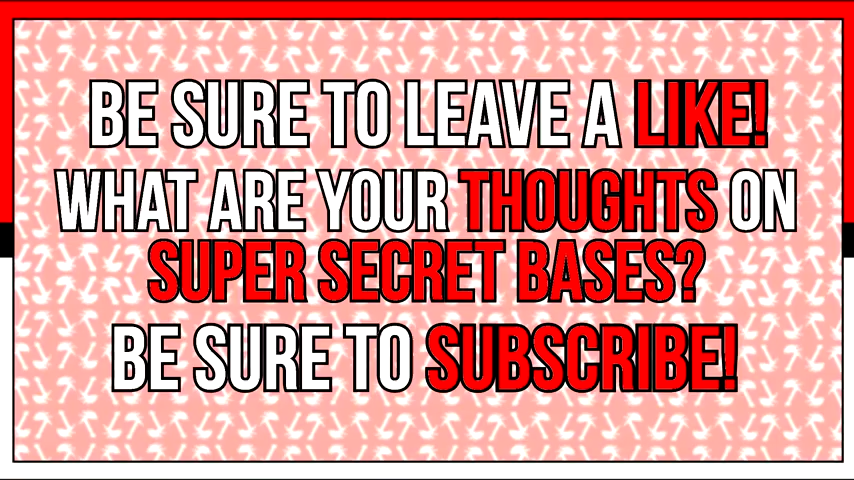 BE SURE TO LEAVE A LIKE!
WHAT ARE YOUR THOUGHTS ON
SUPER SECRET BASES?
BE SURE TO SUBSCRIBE!